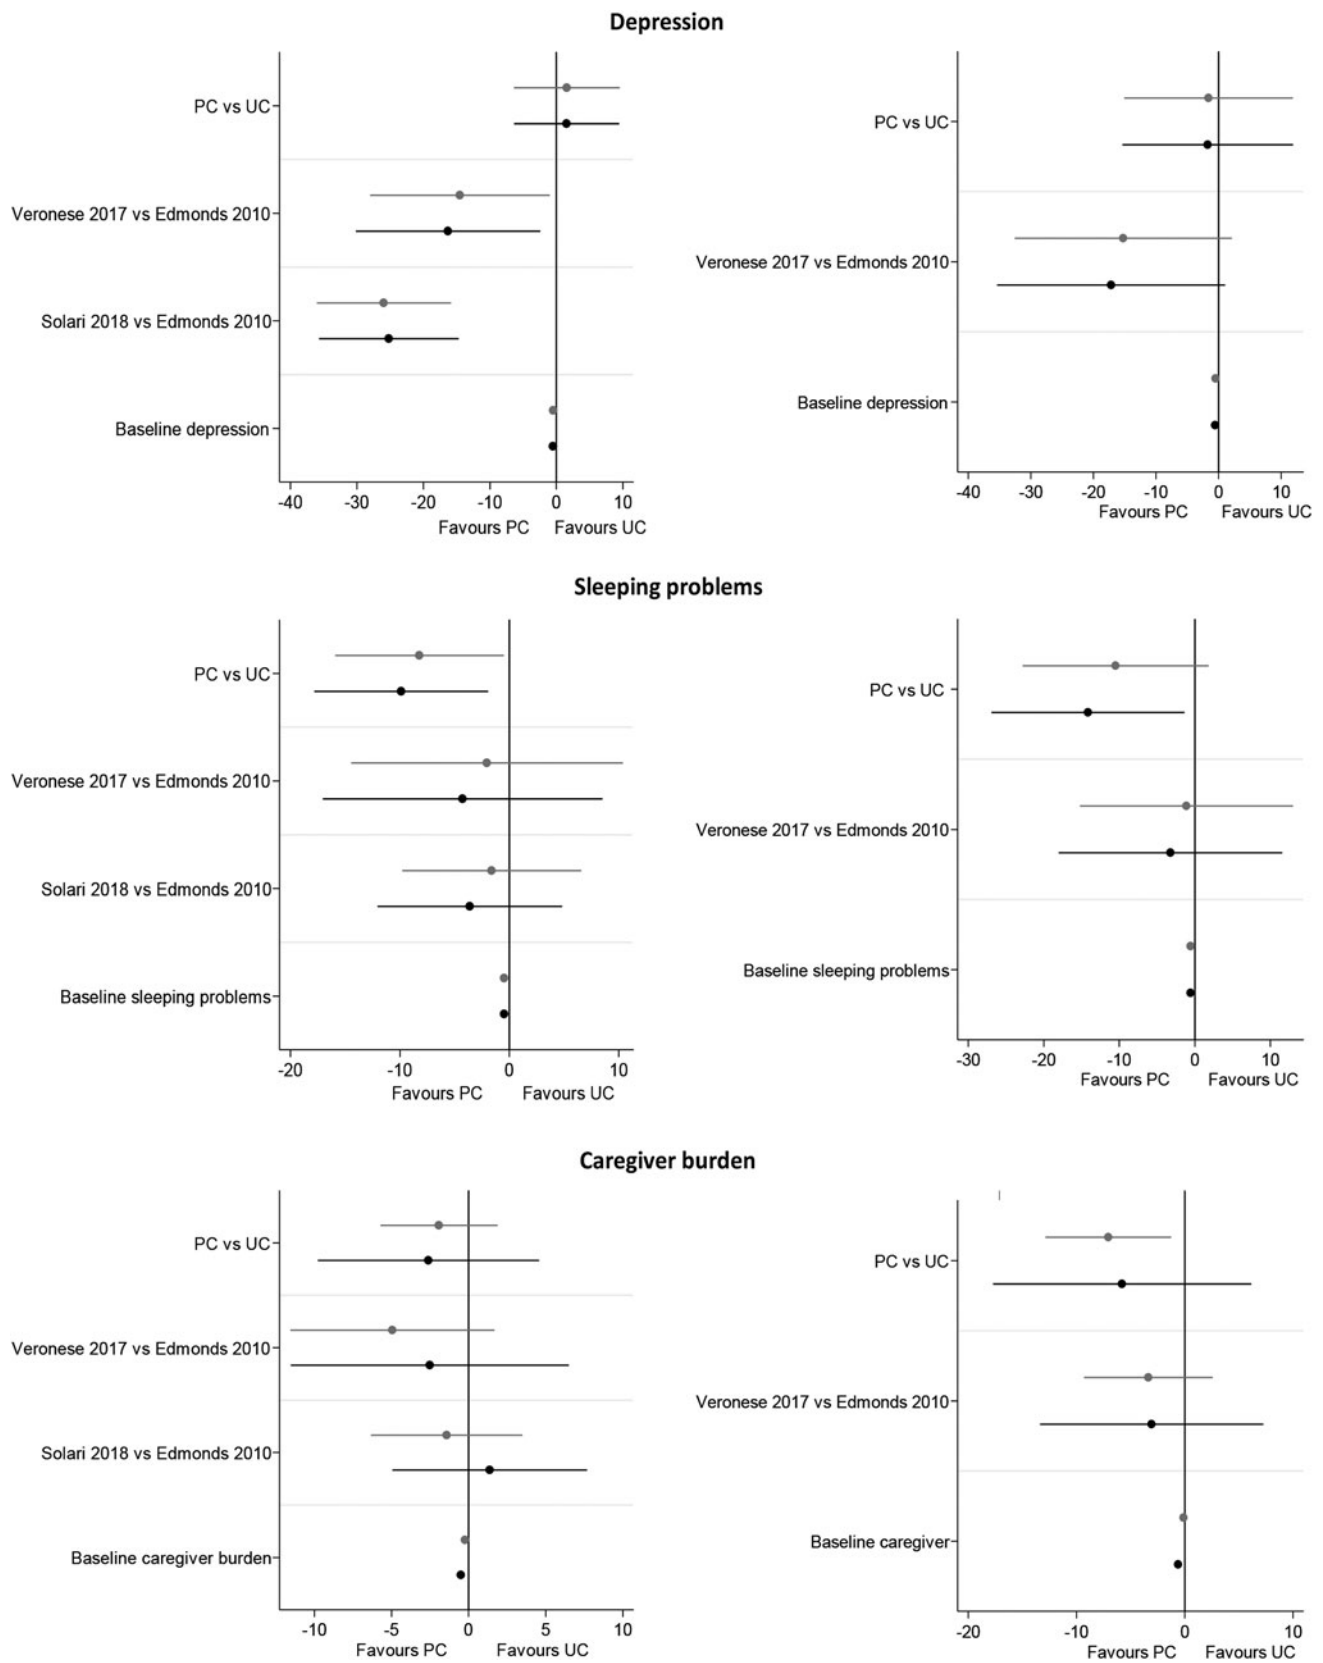 Depression
PC vs UC
Veronese 2017 vs Edmonds 2010
Solari 2018 vs Edmonds 2010
Baseline depression
-40 -30 -20 -10 0 10
Favours PC Favours UC
PC vs UC
Veronese 2017 vs Edmonds 2010
Baseline depression
-40 -30 -20 -10 0 10
Favours PC Favours UC
Sleeping problems
PC vs UC
Veronese 2017 vs Edmonds 2010
Solari 2018 vs Edmonds 2010
Baseline sleeping problems
-20 -10 0 10
Favours PC Favours UC
PC vs UC
Veronese 2017 vs Edmonds 2010
Baseline sleeping problems
-30 -20 -10 0 10
Favours PC Favours UC
Caregiver burden
PC vs UC
Veronese 2017 vs Edmonds 2010
Solari 2018 vs Edmonds 2010
Baseline caregiver burden
-10 -5 0 5 10
Favours PC Favours UC
PC vs UC
Veronese 2017 vs Edmonds 2010
Baseline caregiver
-20 -10 0 10
Favours PC Favours UC